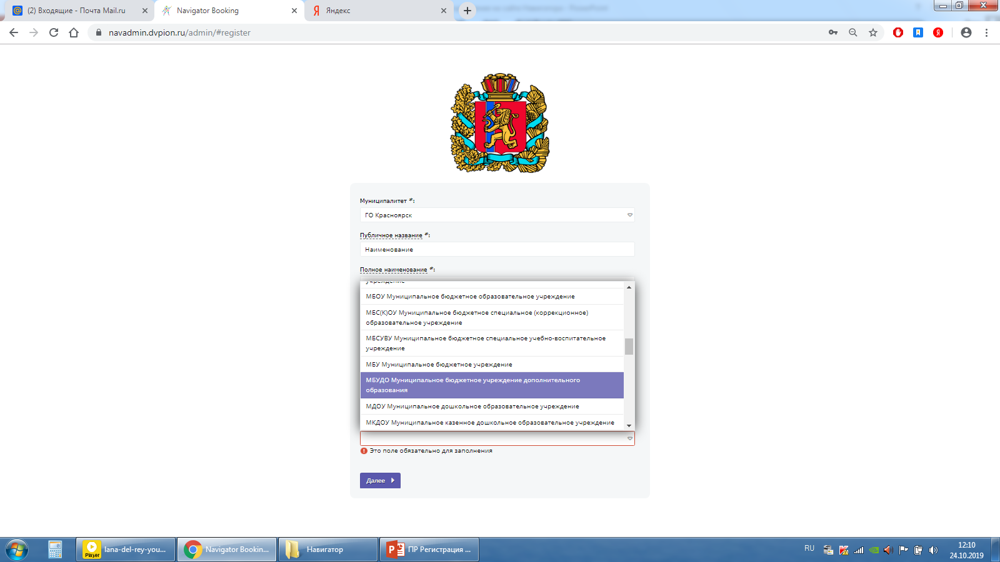 (2) Входящие - Почта Mail.ru
Navigator Booking
Яндекс
navadmin.dvpion.ru/admin/#register
Муниципалитет *:
ГО Красноярск
Публичное название *:
Наименование
Полное наименование *:
учреждение
МБОУ Муниципальное бюджетное образовательное учреждение
МБС(К)ОУ Муниципальное бюджетное специальное (коррекционное)
образовательное учреждение
МБСУВУ Муниципальное бюджетное специальное учебно-воспитательное
учреждение
МБУ Муниципальное бюджетное учреждение
МБУДО Муниципальное бюджетное учреждение дополнительного
образования
МДОУ Муниципальное дошкольное образовательное учреждение
МКДОУ Муниципальное казенное дошкольное образовательное учреждение
Это поле обязательно для заполнения
Далее
Player
lana-del-rey-you...
Navigator Bookin...
Навигатор
ПР Регистрация ...
RU
12:10
24.10.2019